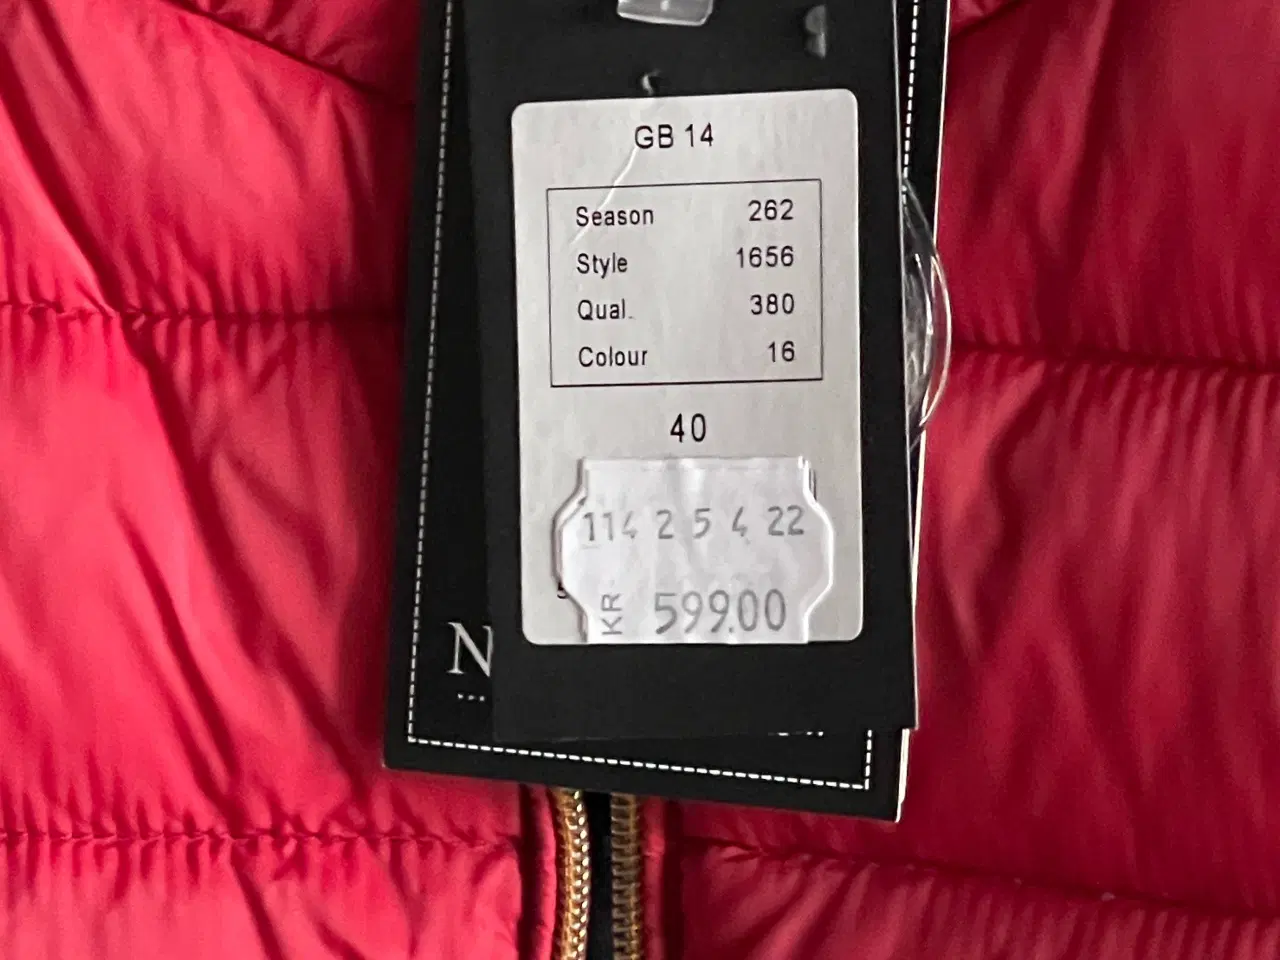 GB 14
Season 262
Style 1656
Qual. 380
Colour 16
40
114 2 5 4 22
KR 599.00
N